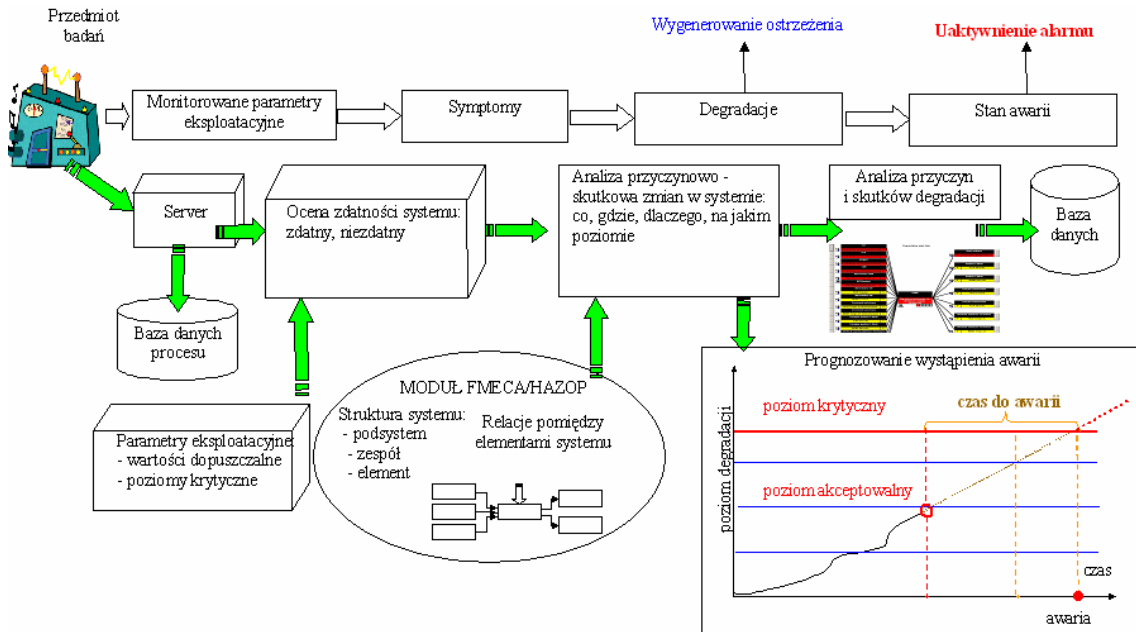 Przedmiot
badań
Wygenerowanie ostrzeżenia
Uaktywnienie alarmu
Monitorowane parametry
eksploatacyjne
Symptomy
Degradacje
Stan awarii
Server
Ocena zdatności systemu:
zdatny, niezdatny
Analiza przyczynowo -
skutkowa zmian w systemie:
co, gdzie, dlaczego, na jakim
poziomie
Analiza przyczyn
i skutków degradacji
Baza
danych
Baza danych
procesu
Parametry eksploatacyjne:
- wartości dopuszczalne
- poziomy krytyczne
MODUŁ FMECA/HAZOP
Struktura systemu:
- podsystem
- zespół
- element
Relacje pomiędzy
elementami systemu
Prognozowanie wystąpienia awarii
poziom degradacji
poziom krytyczny
czas do awarii
poziom akceptowalny
czas
awaria